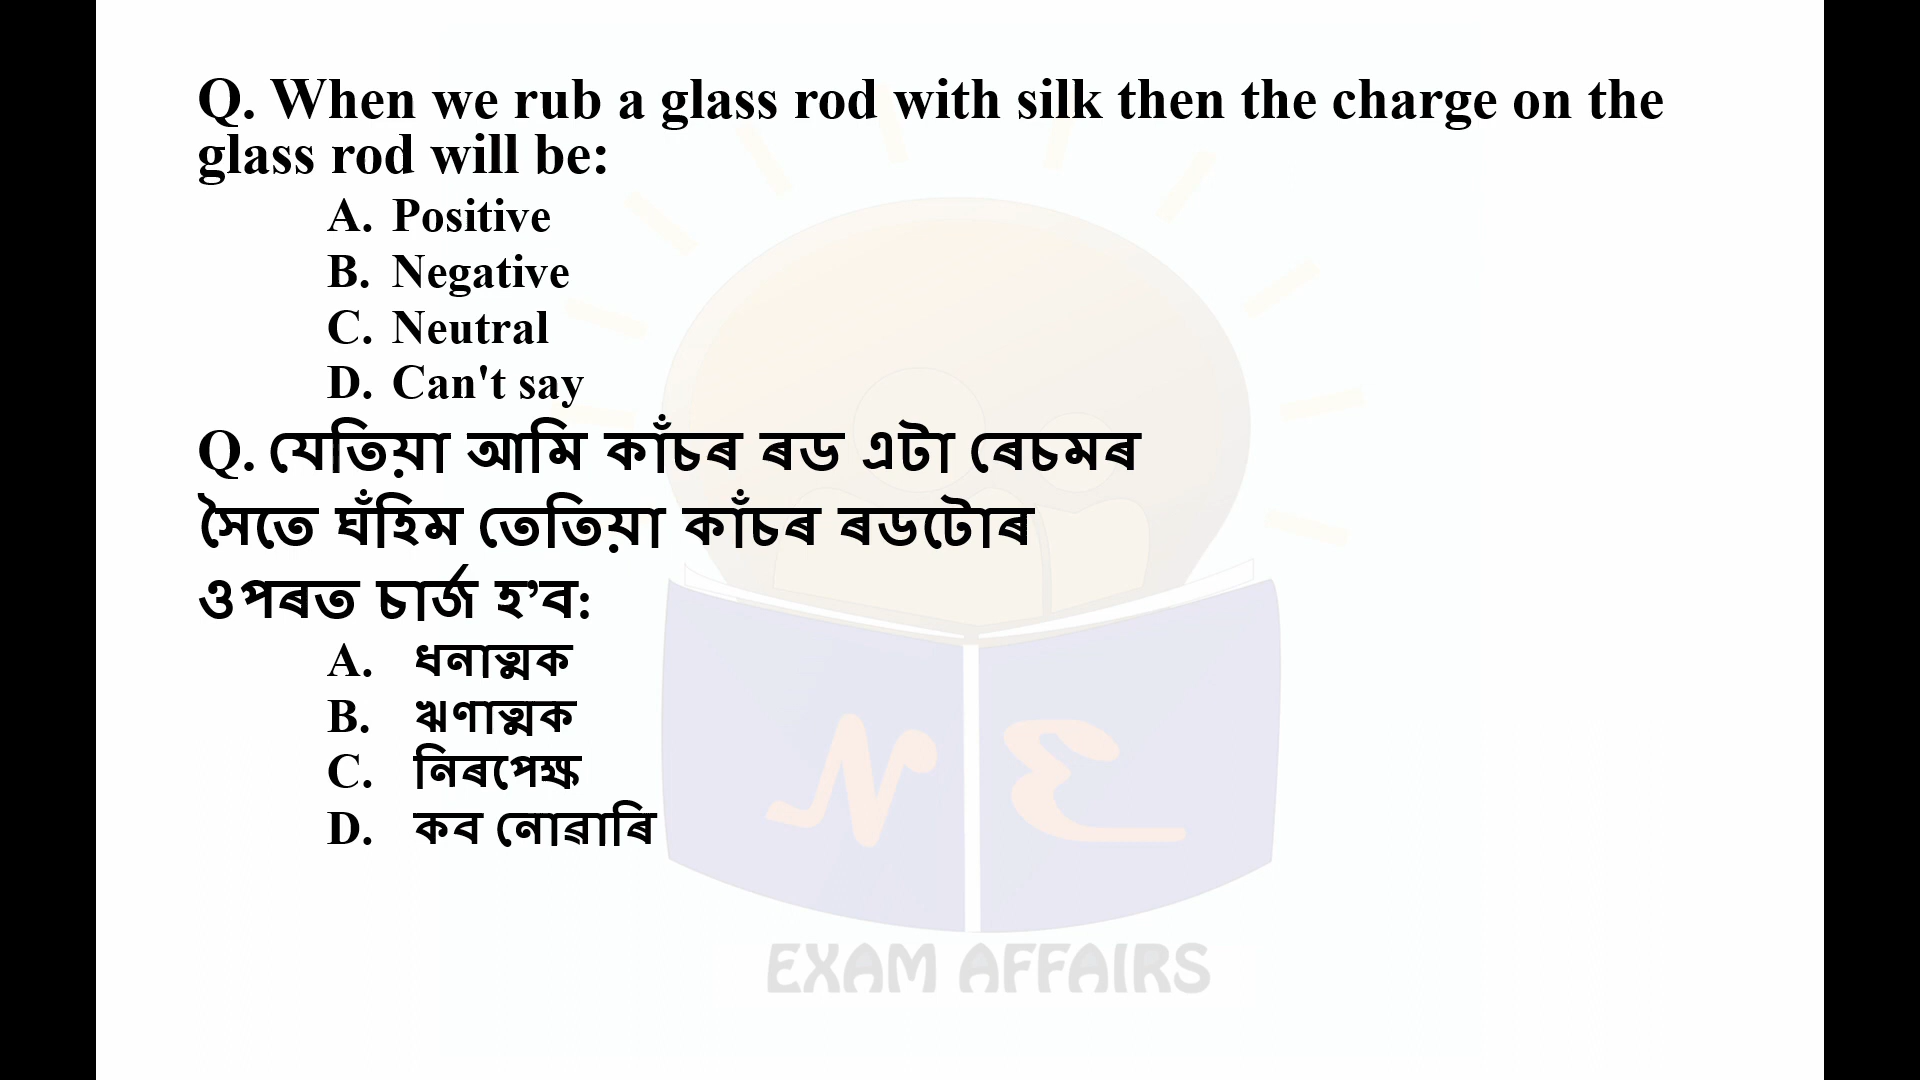 Q. When we rub a glass rod with silk then the charge on the
glass rod will be:
A. Positive
B. Negative
C. Neutral
D. Can't say
Q. যেতিয়া আমি কাঁচৰ ৰড এটা ৰেচমৰ
সৈতে ঘঁহিম তেতিয়া কাঁচৰ ৰডটোৰ
ওপৰত চাৰ্জ হ’ব:
A. ধনাত্মক
B. ঋণাত্মক
C. নিৰপেক্ষ
D. কব নোৱাৰি
N E
EXAM AFFAIRS